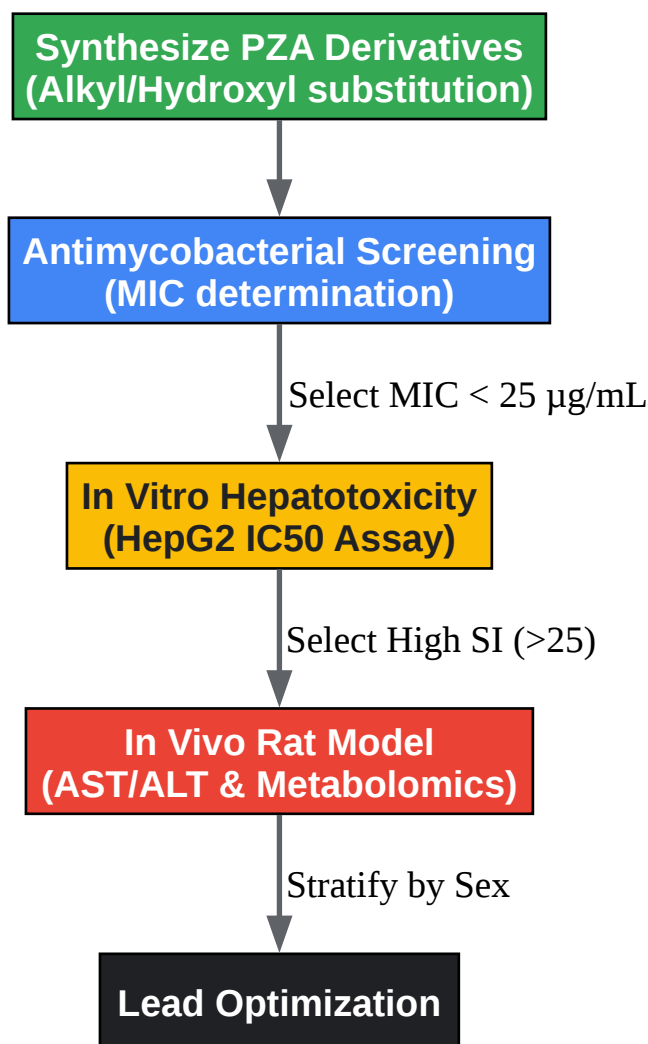 Synthesize PZA Derivatives
(Alkyl/Hydroxyl substitution)
Antimycobacterial Screening
(MIC determination)
Select MIC < 25 µg/mL
In Vitro Hepatotoxicity
(HepG2 IC50 Assay)
Select High SI (>25)
In Vivo Rat Model
(AST/ALT & Metabolomics)
Stratify by Sex
Lead Optimization